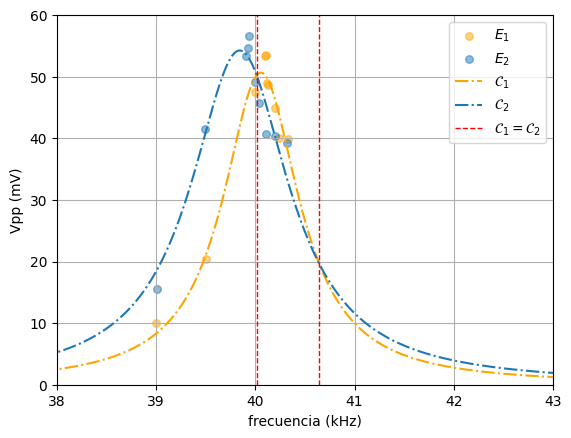 60
50
40
30
20
10
0
Vpp (mV)
E₁
E₂
𝒞₁
𝒞₂
𝒞₁ = 𝒞₂
38 39 40 41 42 43
frecuencia (kHz)